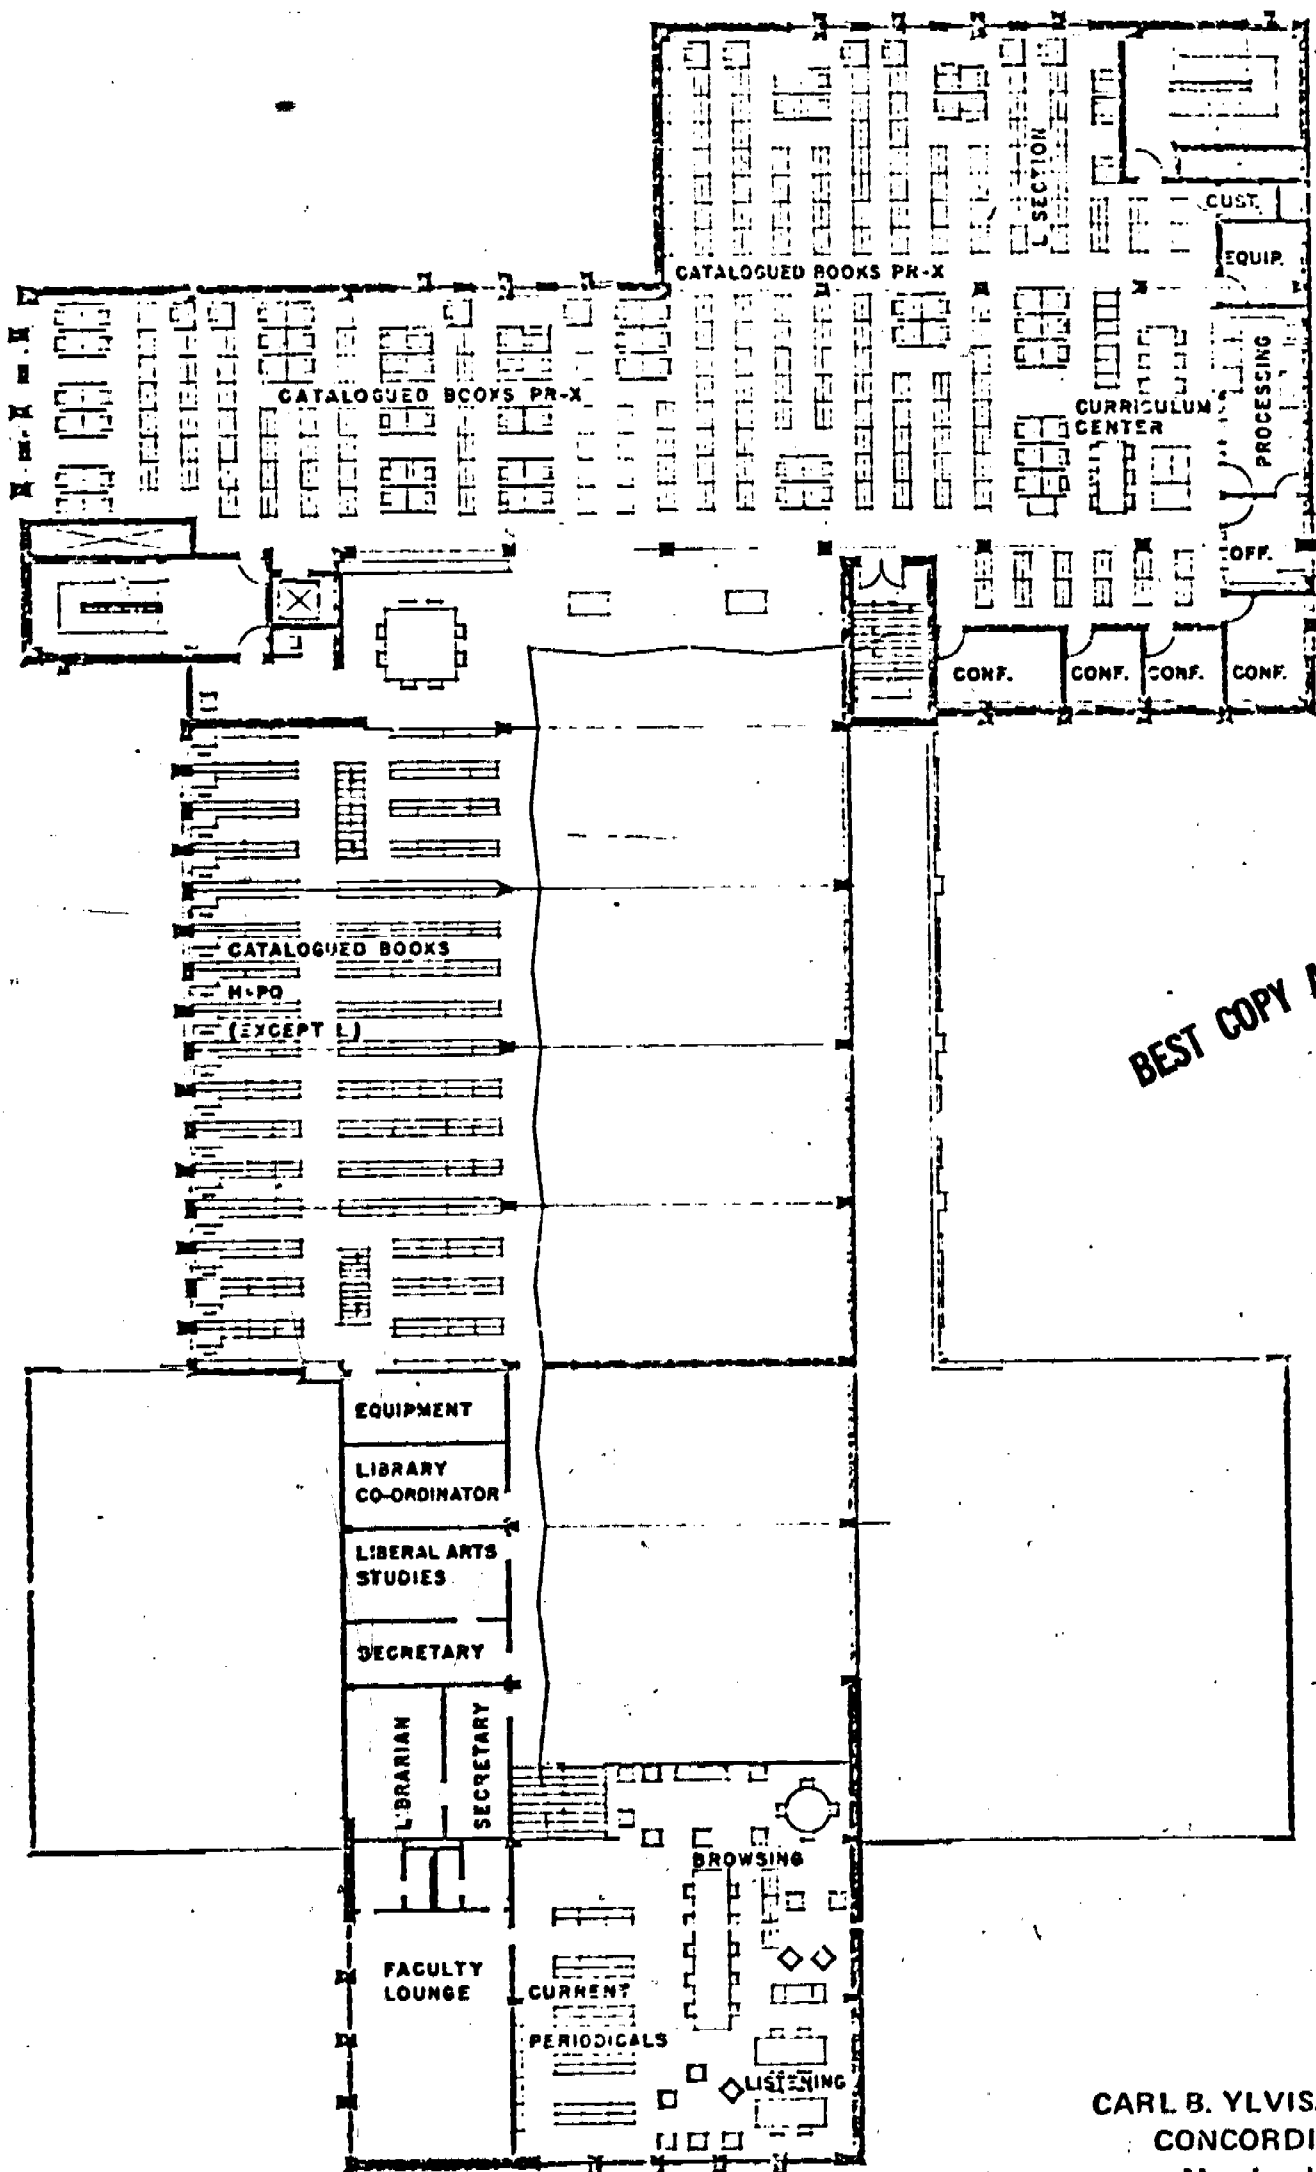 L SECTION
CUST.
EQUIP.
CATALOGUED BOOKS PR-X
PROCESSING
CATALOGUED BOOKS PR-X
CURRICULUM
CENTER
OFF.
CONF.
CONF.
CONF.
CONF.
CATALOGUED BOOKS
H-PQ
(EXCEPT L)
BEST COPY
EQUIPMENT
LIBRARY
CO-ORDINATOR
LIBERAL ARTS
STUDIES
SECRETARY
LIBRARIAN
SECRETARY
BROWSING
FACULTY
LOUNGE
CURRENT
PERIODICALS
LISTENING
CARL B. YLVIS
CONCORDI